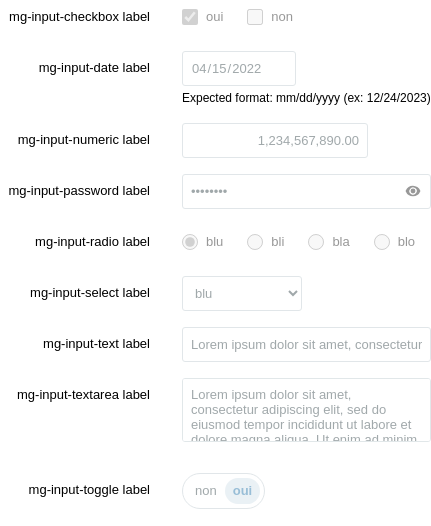 mg-input-checkbox label oui non
mg-input-date label 04/15/2022
Expected format: mm/dd/yyyy (ex: 12/24/2023)
mg-input-numeric label 1,234,567,890.00
mg-input-password label ••••••••
mg-input-radio label blu bli bla blo
mg-input-select label blu
mg-input-text label Lorem ipsum dolor sit amet, consectetur
mg-input-textarea label Lorem ipsum dolor sit amet,
consectetur adipiscing elit, sed do
eiusmod tempor incididunt ut labore et
dolore magna aliqua. Ut enim ad minim
mg-input-toggle label non oui